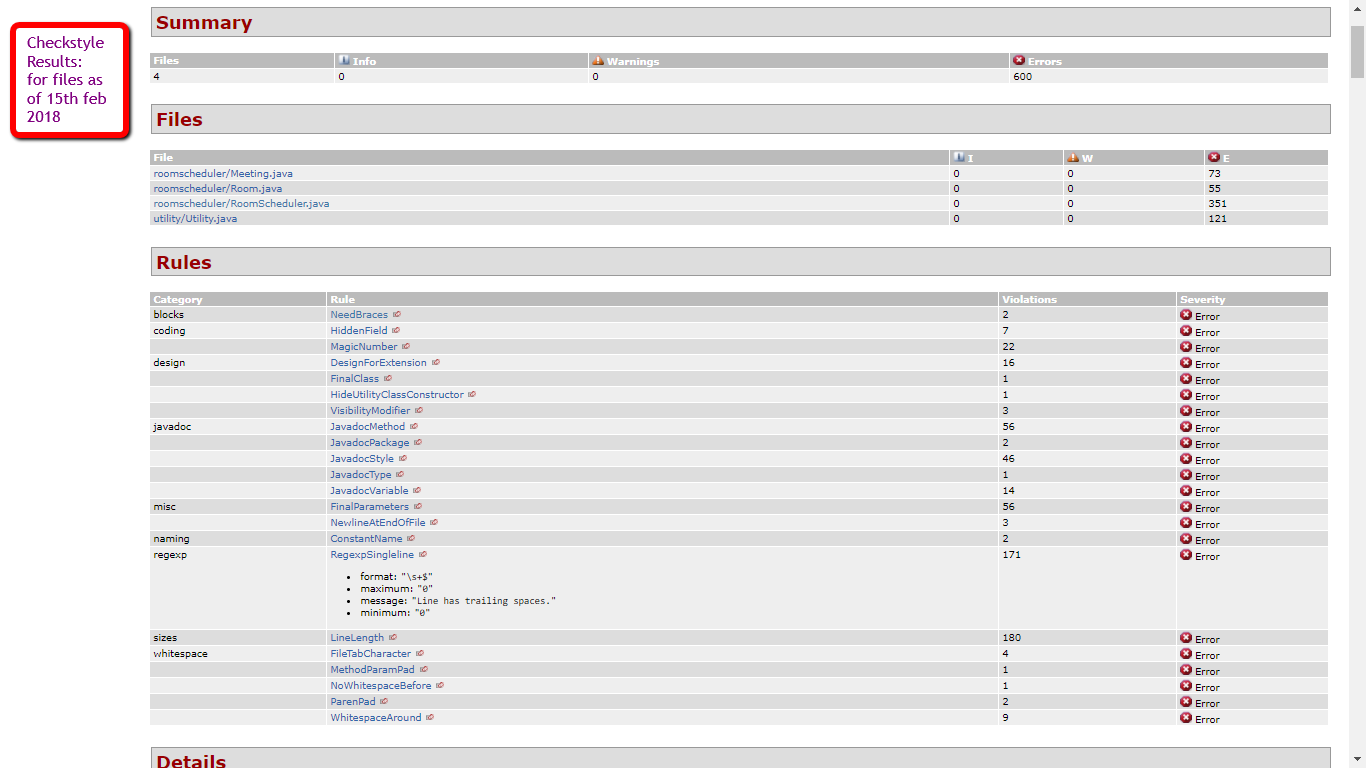 Checkstyle
Results:
for files as
of 15th feb
2018
Summary
Files Info Warnings Errors
4 0 0 600
Files
File I W E
roomscheduler/Meeting.java 0 0 73
roomscheduler/Room.java 0 0 55
roomscheduler/RoomScheduler.java 0 0 351
utility/Utility.java 0 0 121
Rules
Category Rule Violations Severity
blocks NeedBraces 2 Error
coding HiddenField 7 Error
MagicNumber 22 Error
design DesignForExtension 16 Error
FinalClass 1 Error
HideUtilityClassConstructor 1 Error
VisibilityModifier 3 Error
javadoc JavadocMethod 56 Error
JavadocPackage 2 Error
JavadocStyle 46 Error
JavadocType 1 Error
JavadocVariable 14 Error
misc FinalParameters 56 Error
NewlineAtEndOfFile 3 Error
naming ConstantName 2 Error
regexp RegexpSingleline 171 Error
• format: "\s+$"
• maximum: "0"
• message: "Line has trailing spaces."
• minimum: "0"
sizes LineLength 180 Error
whitespace FileTabCharacter 4 Error
MethodParamPad 1 Error
NoWhitespaceBefore 1 Error
ParenPad 2 Error
WhitespaceAround 9 Error
Details